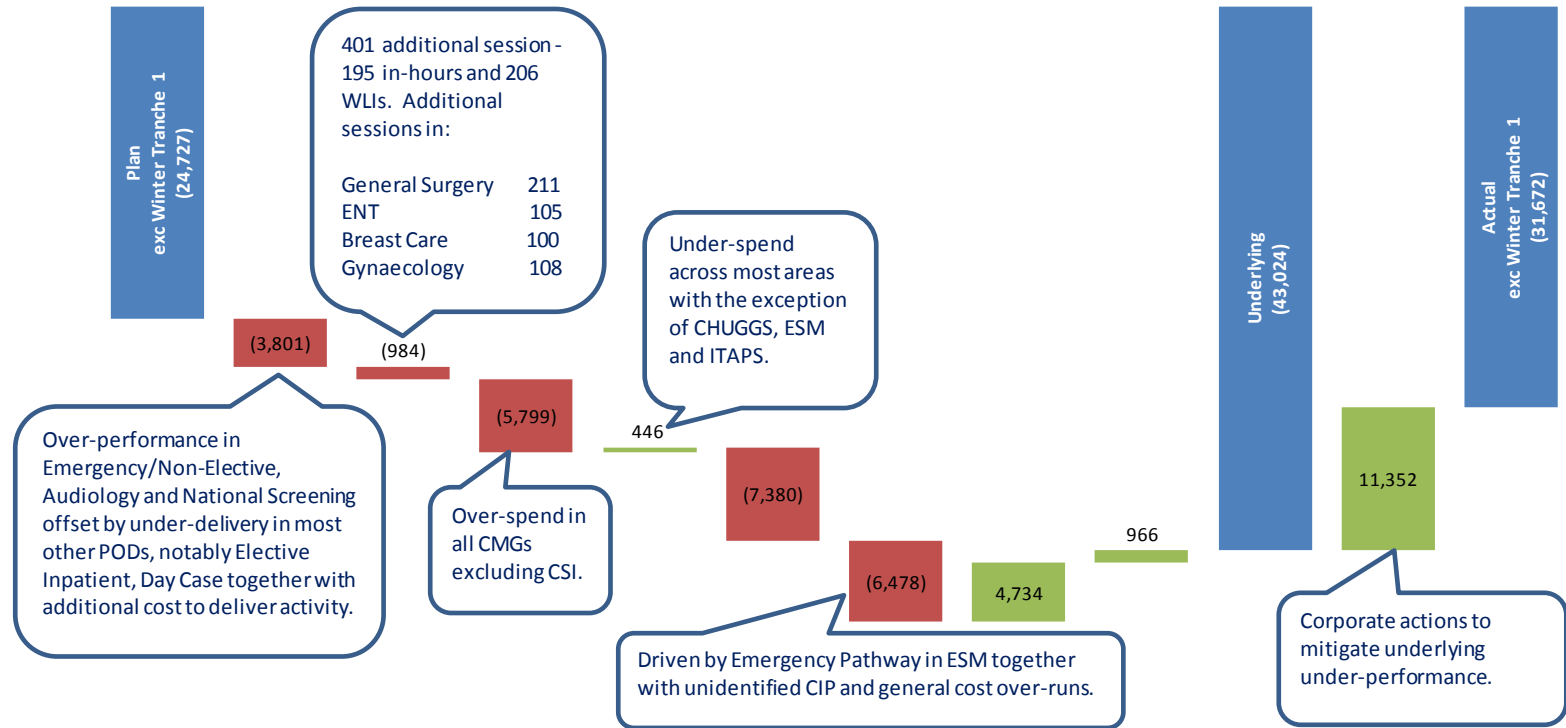 Plan
exc Winter Tranche 1
(24,727)
401 additional session -
195 in-hours and 206
WLIs. Additional
sessions in:
General Surgery 211
ENT 105
Breast Care 100
Gynaecology 108
Under-spend
across most areas
with the exception
of CHUGGS, ESM
and ITAPS.
Underlying
(43,024)
Actual
exc Winter Tranche 1
(31,672)
(3,801)
(984)
(5,799)
446
(7,380)
(6,478)
4,734
966
11,352
Over-performance in
Emergency/Non-Elective,
Audiology and National Screening
offset by under-delivery in most
other PODs, notably Elective
Inpatient, Day Case together with
additional cost to deliver activity.
Over-spend in
all CMGs
excluding CSI.
Driven by Emergency Pathway in ESM together
with unidentified CIP and general cost over-runs.
Corporate actions to
mitigate underlying
under-performance.